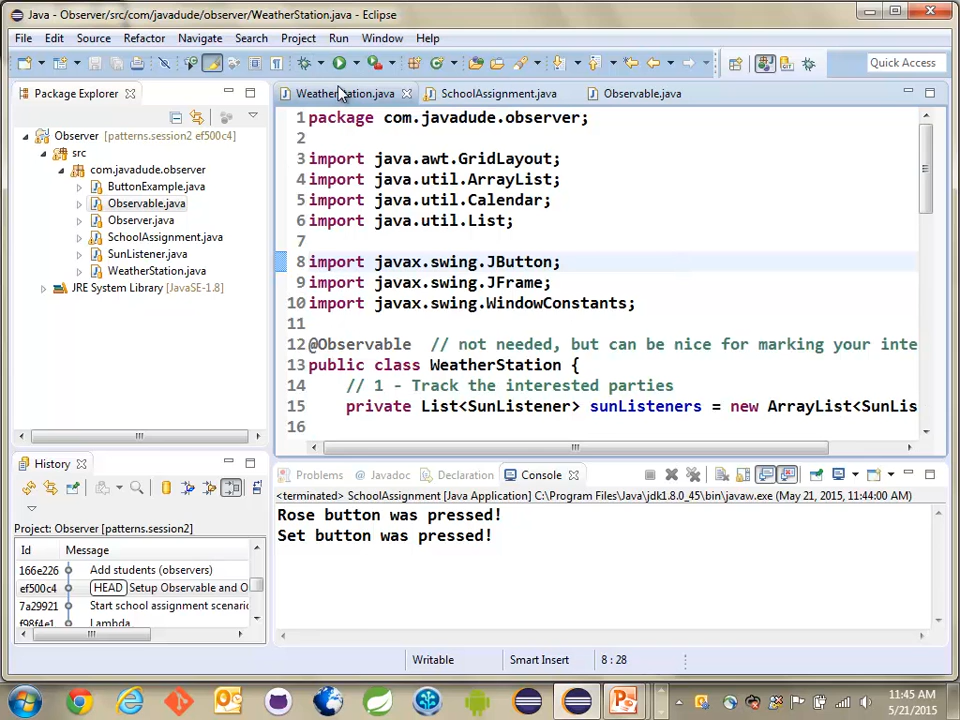 Java - Observer/src/com/javadude/observer/WeatherStation.java - Eclipse
File Edit Source Refactor Navigate Search Project Run Window Help
Quick Access
Package Explorer
WeatherStation.java SchoolAssignment.java Observable.java
Observer [patterns.session2 ef500c4]
src
com.javadude.observer
ButtonExample.java
Observable.java
Observer.java
SchoolAssignment.java
SunListener.java
WeatherStation.java
JRE System Library [JavaSE-1.8]
1 package com.javadude.observer;
2
3 import java.awt.GridLayout;
4 import java.util.ArrayList;
5 import java.util.Calendar;
6 import java.util.List;
7
8 import javax.swing.JButton;
9 import javax.swing.JFrame;
10 import javax.swing.WindowConstants;
11
12 @Observable // not needed, but can be nice for marking your inte
13 public class WeatherStation {
14 // 1 - Track the interested parties
15 private List<SunListener> sunListeners = new ArrayList<SunLis
16
History
Project: Observer [patterns.session2]
Id Message
166e226 Add students (observers)
ef500c4 HEAD Setup Observable and O
7a29921 Start school assignment scenario
f98f4e1 Lambda
Problems Javadoc Declaration Console
<terminated> SchoolAssignment [Java Application] C:\Program Files\Java\jdk1.8.0_45\bin\javaw.exe (May 21, 2015, 11:44:00 AM)
Rose button was pressed!
Set button was pressed!
Writable Smart Insert 8 : 28
11:45 AM
5/21/2015